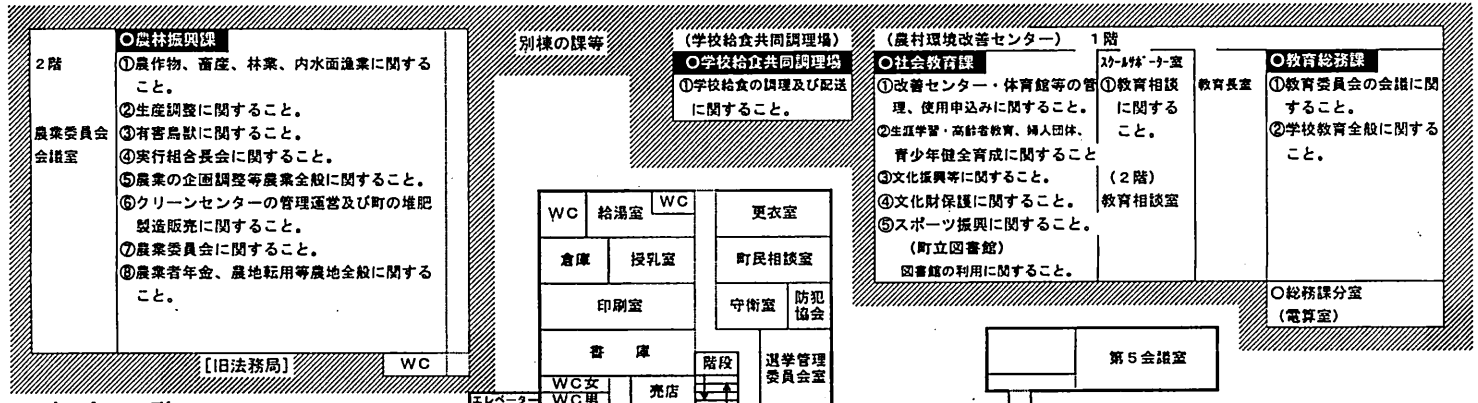 2階
農業委員会
会議室
〇農林振興課
①農作物、畜産、林業、内水面漁業に関する
こと。
②生産調整に関すること。
③有害鳥獣に関すること。
④実行組合長会に関すること。
⑤農業の企画調整等農業全般に関すること。
⑥クリーンセンターの管理運営及び町の堆肥
製造販売に関すること。
⑦農業委員会に関すること。
⑧農業者年金、農地転用等農地全般に関する
こと。
[旧法務局]
WC
別棟の課等
(学校給食共同調理場)
〇学校給食共同調理場
①学校給食の調理及び配送
に関すること。
(農村環境改善センター) 1階
〇社会教育課
①改善センター・体育館等の管
理、使用申込みに関すること。
②生涯学習・高齢者教育、婦人団体、
青少年健全育成に関すること
③文化振興等に関すること。
④文化財保護に関すること。
⑤スポーツ振興に関すること。
(町立図書館)
図書館の利用に関すること。
スクールサポーター室
①教育相談
に関する
こと。
(2階)
教育相談室
教育長室
〇教育総務課
①教育委員会の会議に関
すること。
②学校教育全般に関する
こと。
〇総務課分室
(電算室)
WC
給湯室
WC
更衣室
倉庫
授乳室
町民相談室
印刷室
守衛室
防犯
協会
書 庫
階段
選挙管理
委員会室
WC女
WC男
売店
エレベーター
第5会議室